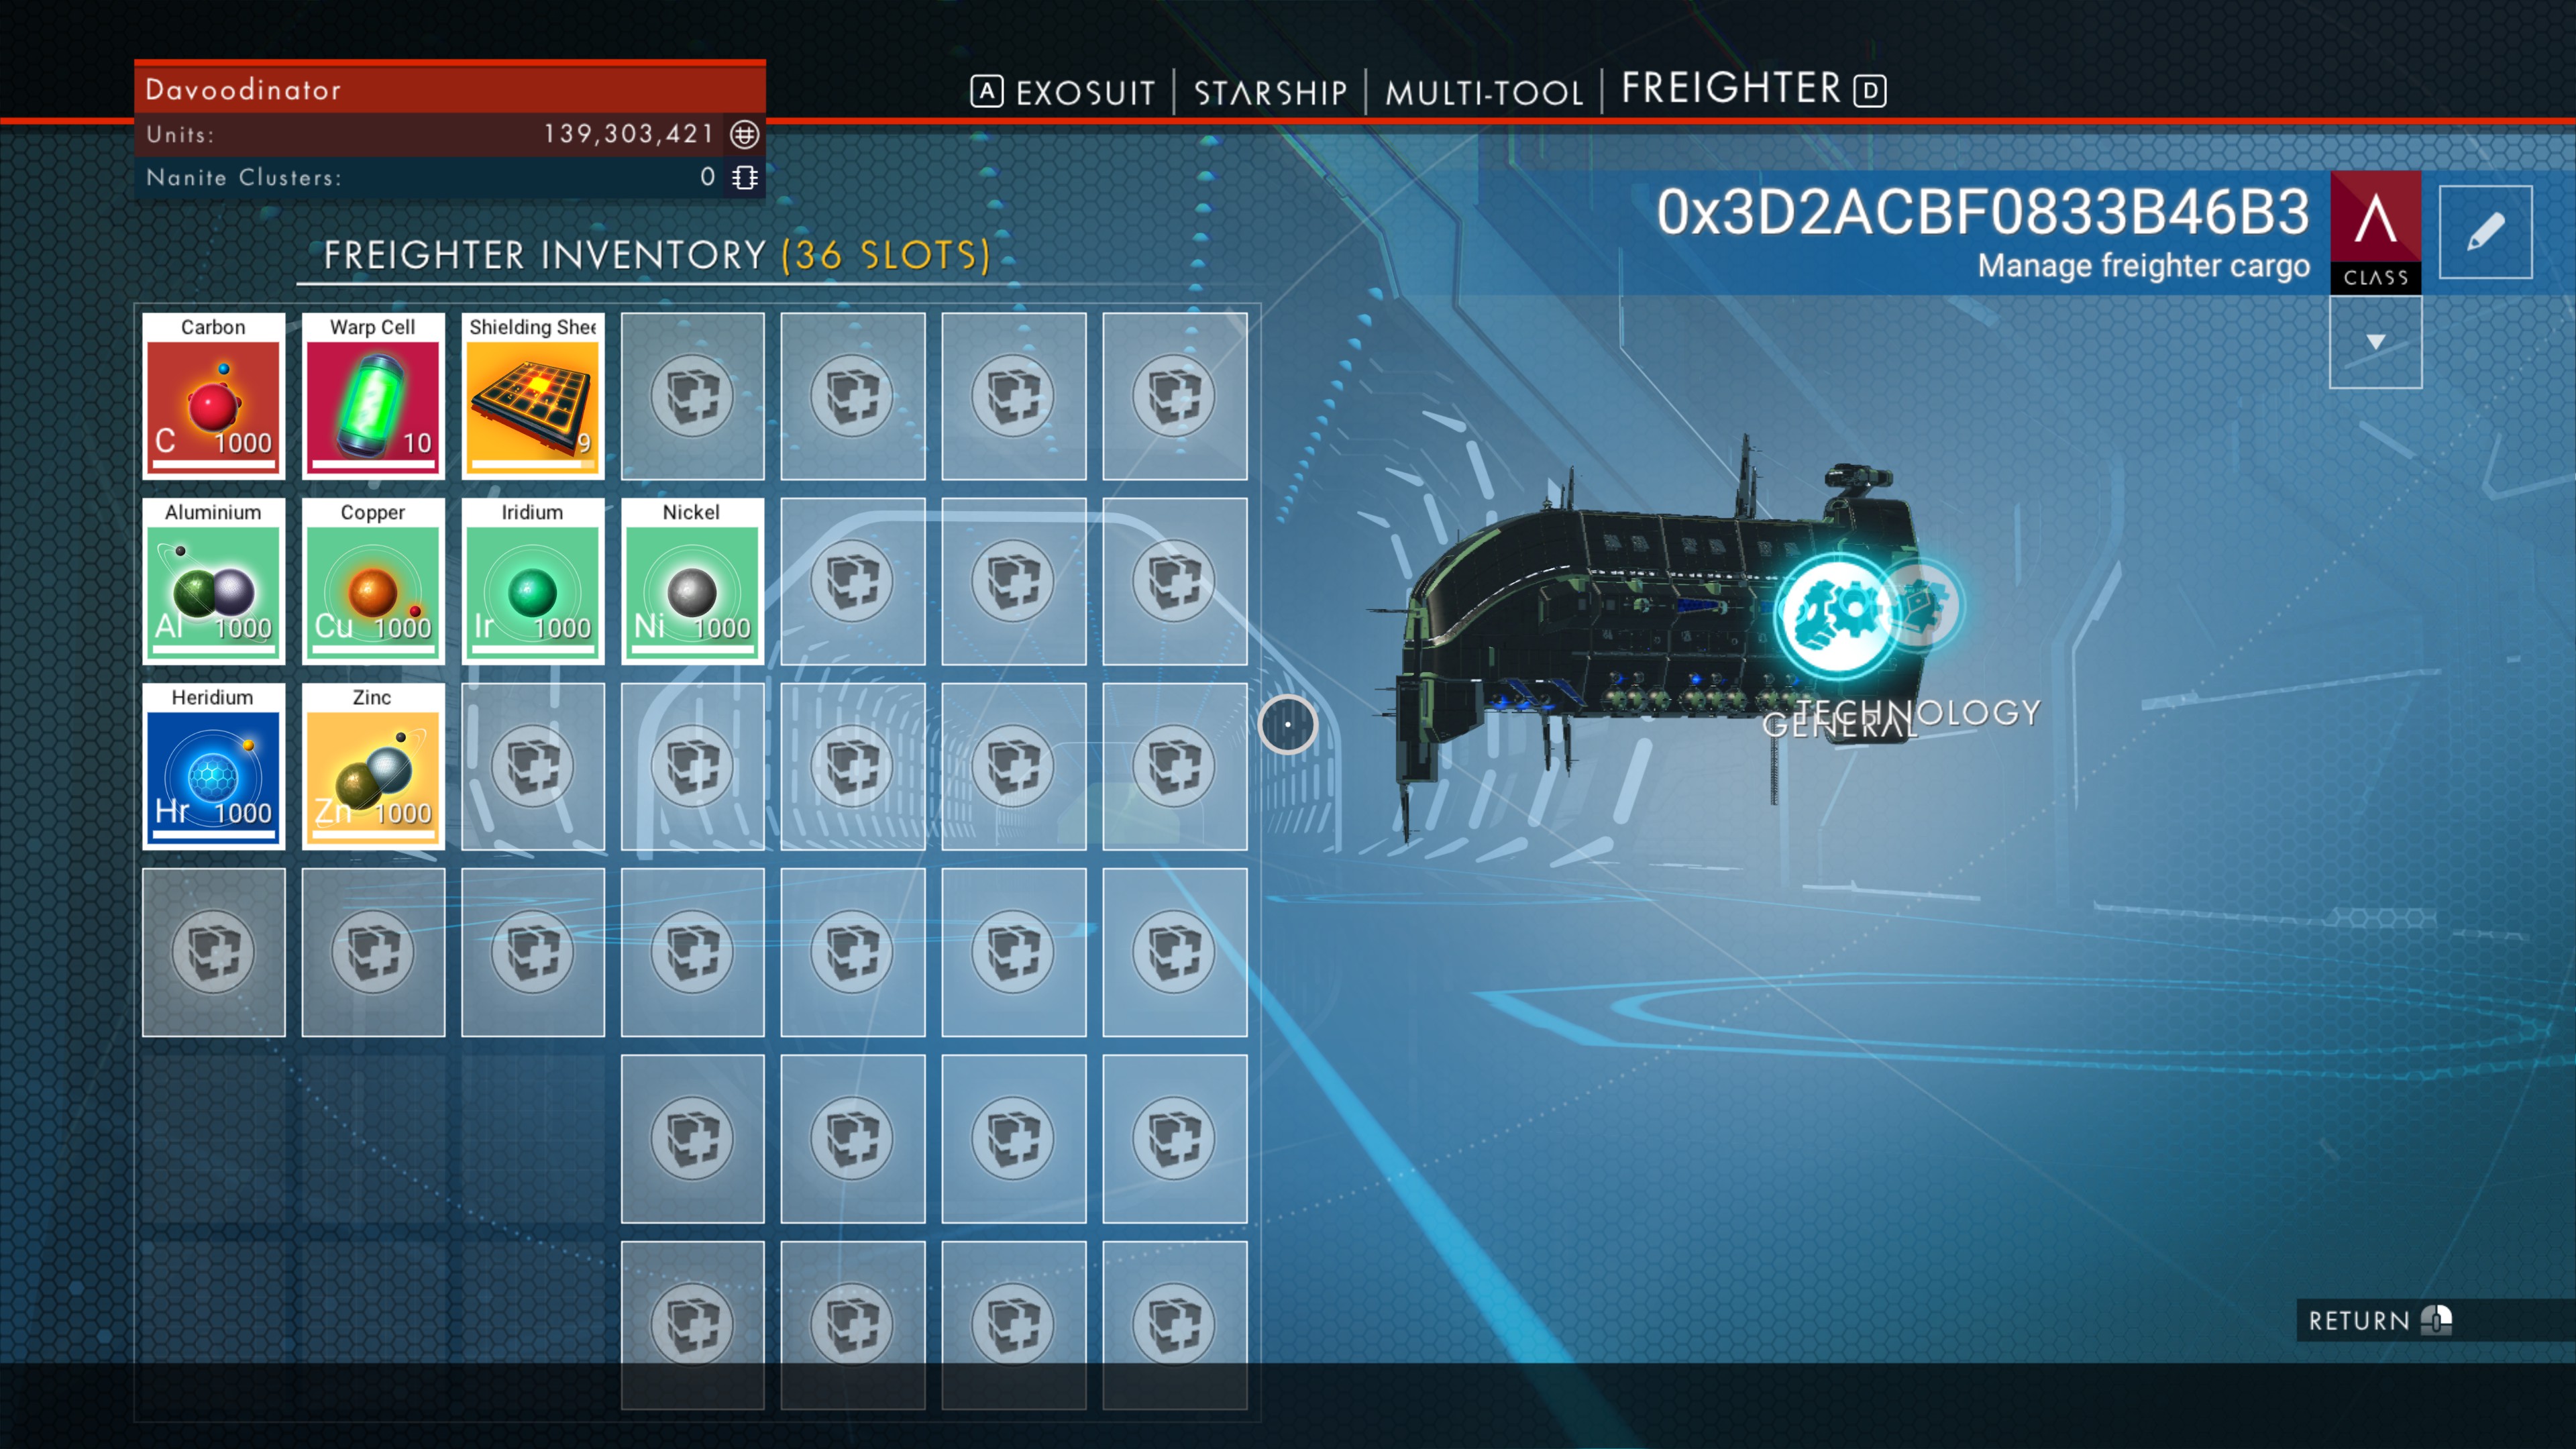 Davoodinator
Units: 139,303,421
Nanite Clusters: 0
A EXOSUIT STARSHIP MULTI-TOOL FREIGHTER D
0x3D2ACBF0833B46B3
Manage freighter cargo
A
CLASS
FREIGHTER INVENTORY (36 SLOTS)
Carbon Warp Cell Shielding Shee
C 1000 10 9
Aluminium Copper Iridium Nickel
Al 1000 Cu 1000 Ir 1000 Ni 1000
Heridium Zinc
Hr 1000 Zn 1000
TECHNOLOGY
GENERAL
RETURN